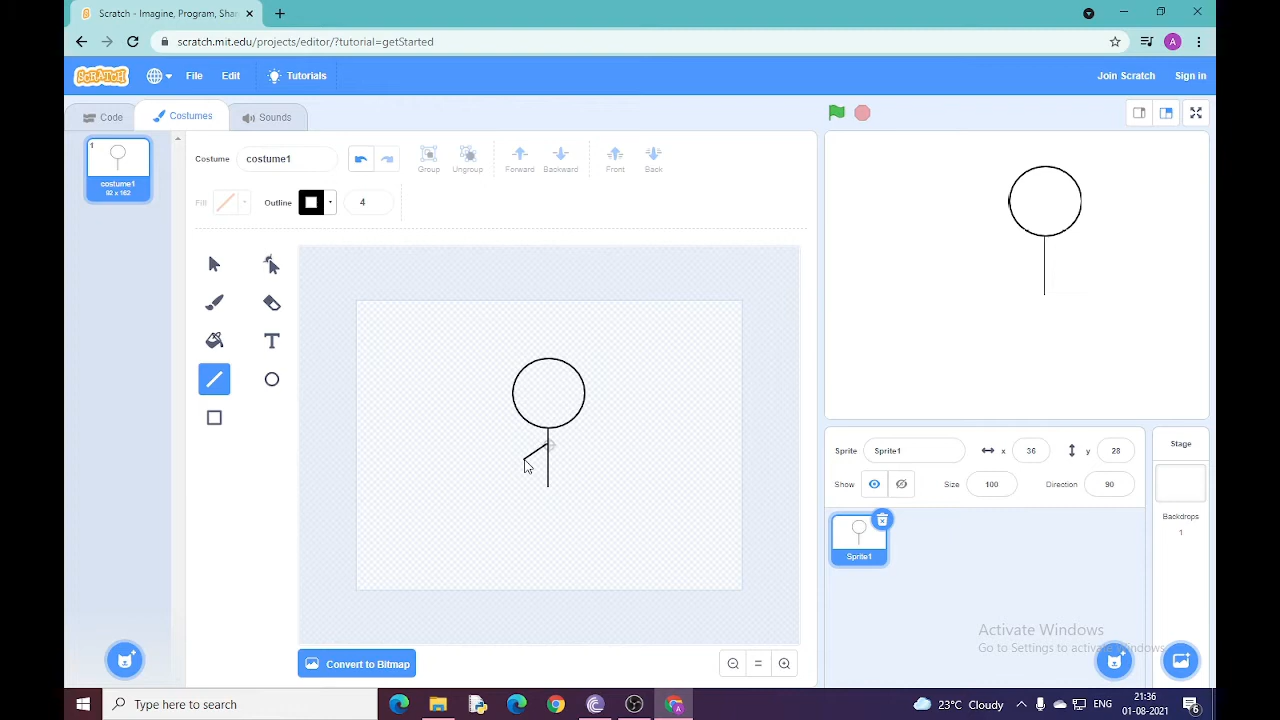 Scratch - Imagine, Program, Shar
scratch.mit.edu/projects/editor/?tutorial=getStarted
A
SCRATCH
File
Edit
Tutorials
Join Scratch
Sign in
Code
Costumes
Sounds
1
costume1
92 x 162
Costume
costume1
Group
Ungroup
Forward
Backward
Front
Back
Fill
Outline
4
T
Convert to Bitmap
Sprite
Sprite1
x
36
y
28
Show
Size
100
Direction
90
Sprite1
Stage
Backdrops
1
Activate Windows
Go to Settings to activate Windows.
Type here to search
23°C Cloudy
ENG
21:36
01-08-2021